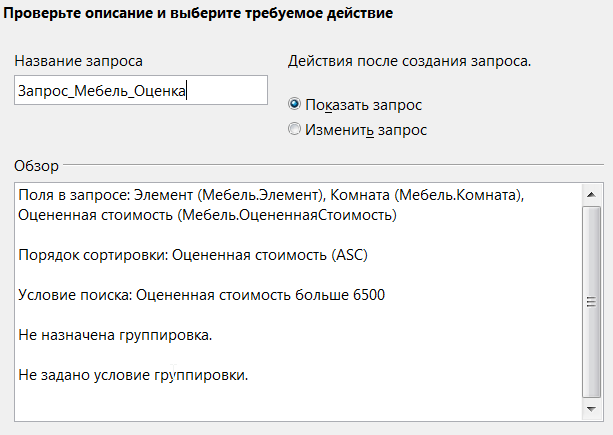 Проверьте описание и выберите требуемое действие
Название запроса
Действия после создания запроса.
Запрос_Мебель_Оценка
Показать запрос
Изменить запрос
Обзор
Поля в запросе: Элемент (Мебель.Элемент), Комната (Мебель.Комната),
Оцененная стоимость (Мебель.ОцененнаяСтоимость)
Порядок сортировки: Оцененная стоимость (ASC)
Условие поиска: Оцененная стоимость больше 6500
Не назначена группировка.
Не задано условие группировки.